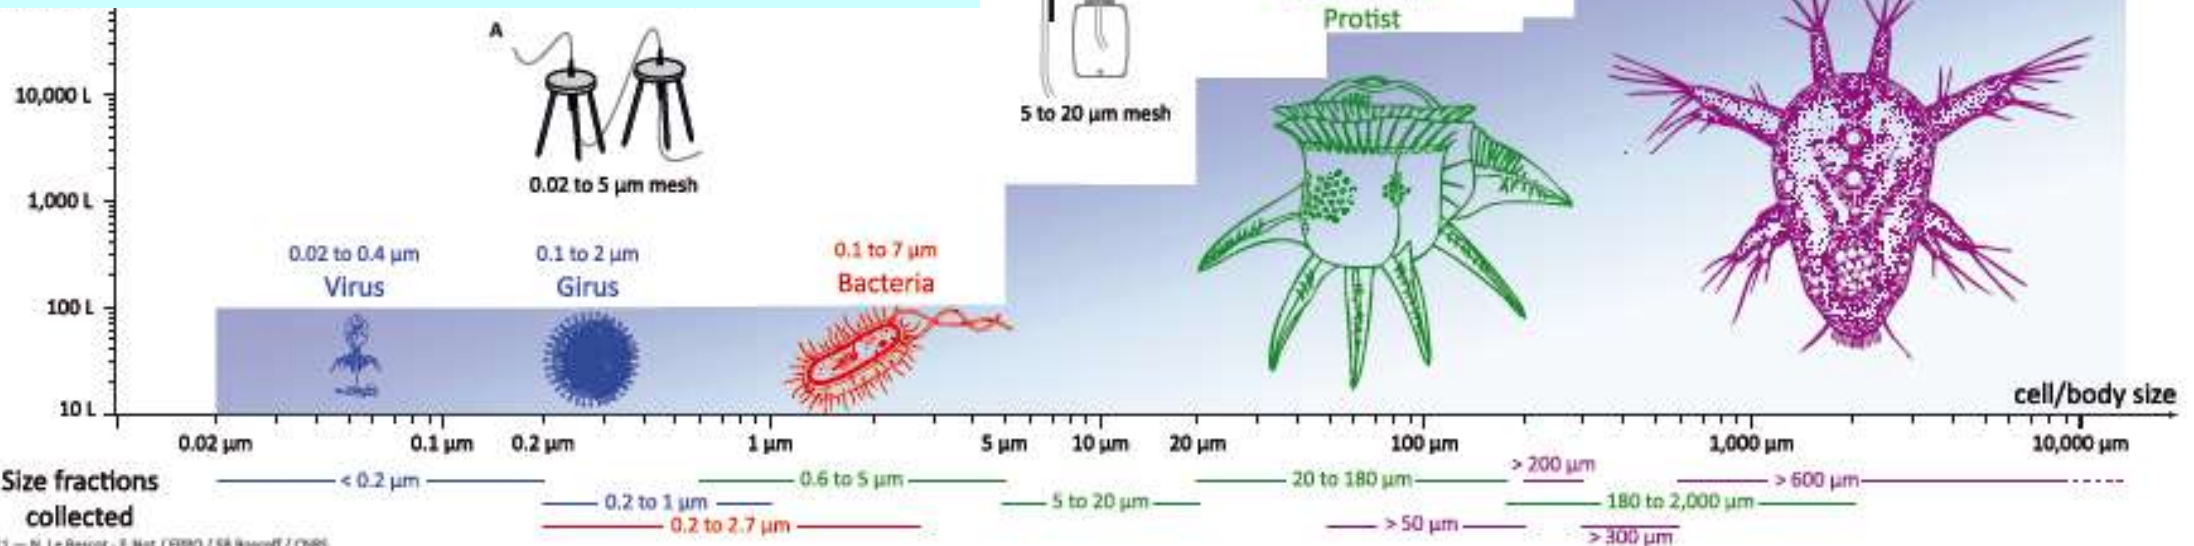 Protist
A
10,000 L
5 to 20 µm mesh
0.02 to 5 µm mesh
1,000 L
0.02 to 0.4 µm
Virus
0.1 to 2 µm
Girus
0.1 to 7 µm
Bacteria
100 L
10 L
cell/body size
0.02 µm 0.1 µm 0.2 µm 1 µm 5 µm 10 µm 20 µm 100 µm 1,000 µm 10,000 µm
Size fractions
collected
< 0.2 µm 0.6 to 5 µm 20 to 180 µm > 200 µm > 600 µm
0.2 to 1 µm 5 to 20 µm 180 to 2,000 µm
0.2 to 2.7 µm > 50 µm > 300 µm